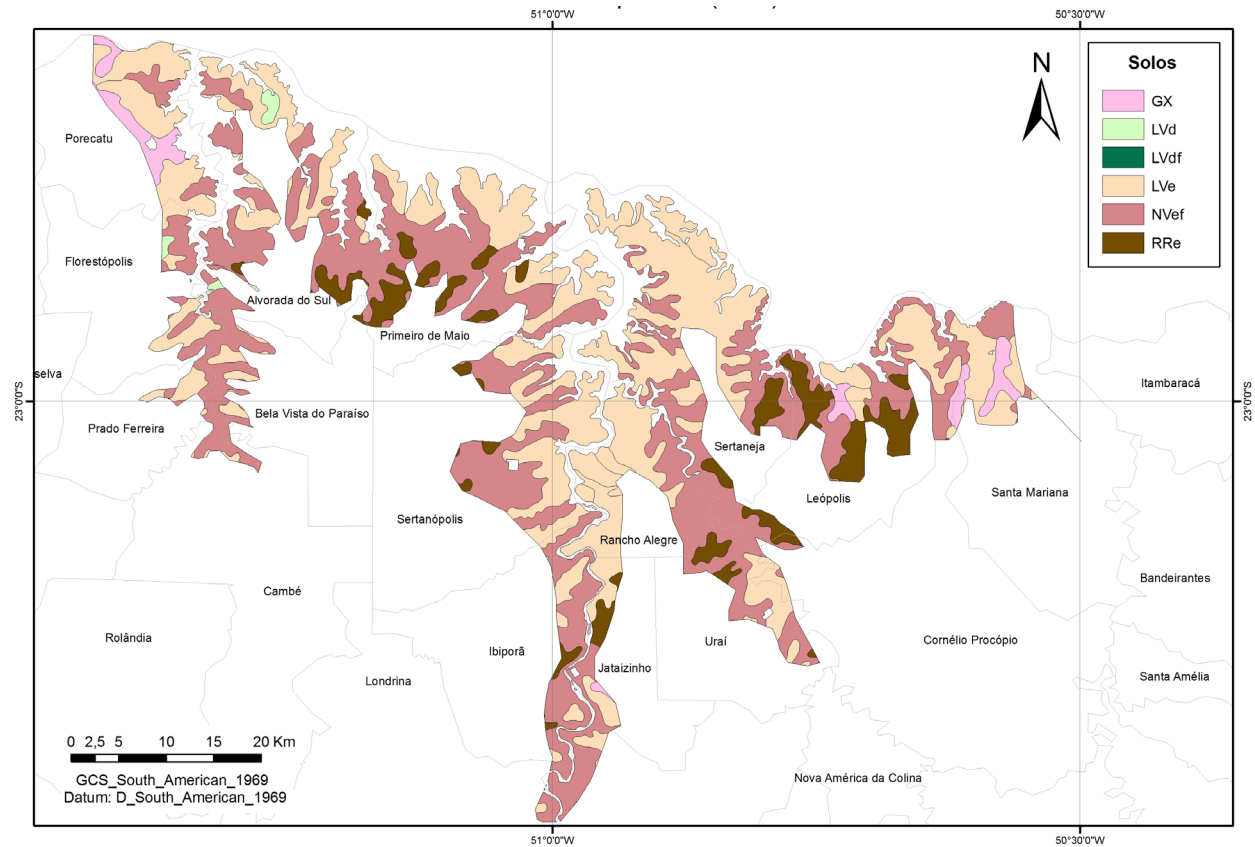 51°0'0"W
50°30'0"W
Solos
GX
LVd
LVdf
LVe
NVef
RRe
N
Porecatu
Florestópolis
Alvorada do Sul
Primeiro de Maio
selva
Itambaracá
23°0'0"S
23°0'0"S
Bela Vista do Paraíso
Prado Ferreira
Sertaneja
Leópolis
Santa Mariana
Sertanópolis
Rancho Alegre
Bandeirantes
Cambé
Rolândia
Uraí
Cornélio Procópio
Ibiporã
Jataizinho
Santa Amélia
Londrina
0 2,5 5 10 15 20 Km
GCS_South_American_1969
Datum: D_South_American_1969
Nova América da Colina
51°0'0"W
50°30'0"W